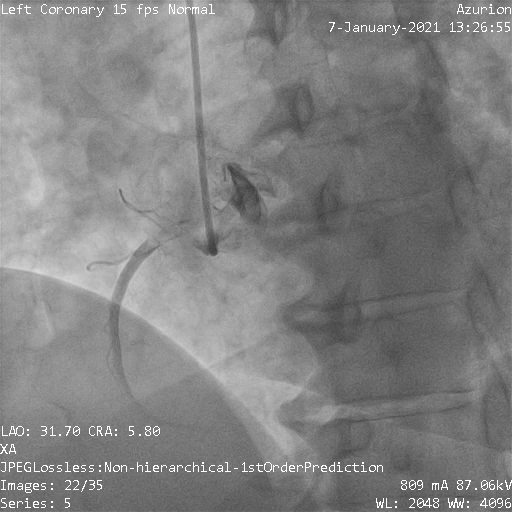 Left Coronary 15 fps Normal
Azurion
7-January-2021 13:26:55
LAO: 31.70 CRA: 5.80
XA
JPEGLossless:Non-hierarchical-1stOrderPrediction
Images: 22/35
809 mA 87.06kV
Series: 5
WL: 2048 WW: 4096